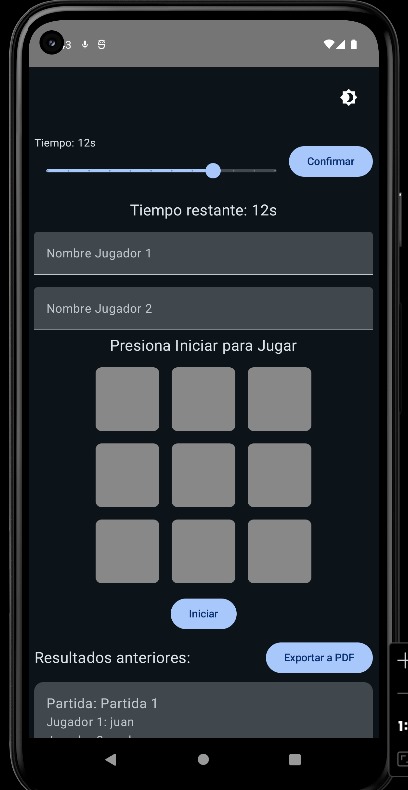 Tiempo: 12s
Confirmar
Tiempo restante: 12s
Nombre Jugador 1
Nombre Jugador 2
Presiona Iniciar para Jugar
Iniciar
Resultados anteriores:
Exportar a PDF
Partida: Partida 1
Jugador 1: juan